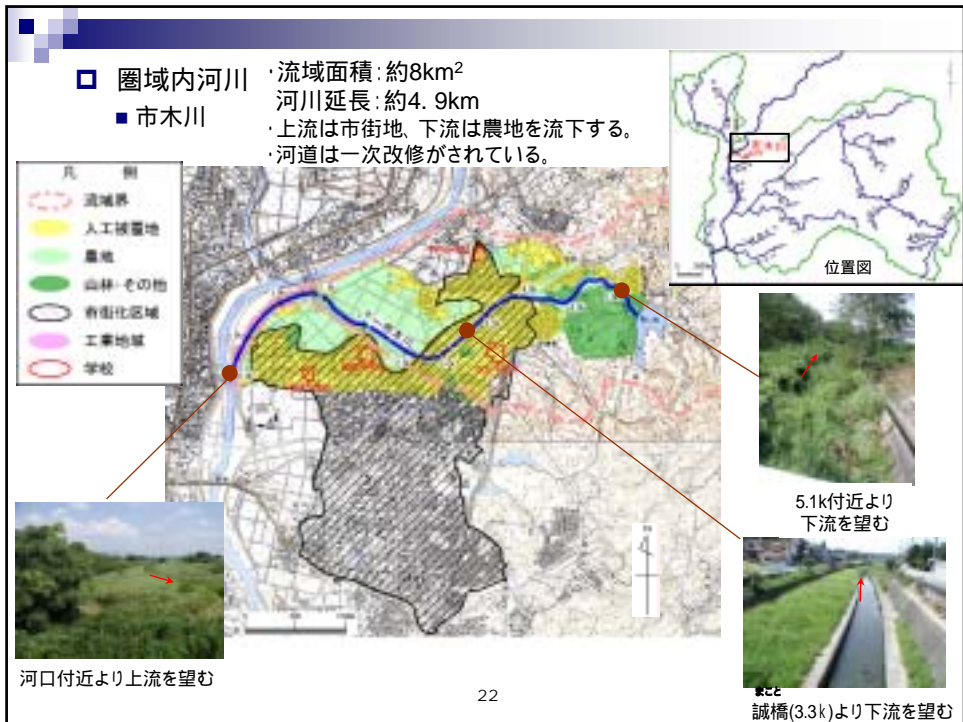 圏域内河川
市木川
・流域面積:約8km²
河川延長:約4. 9km
・上流は市街地、下流は農地を流下する。
・河道は一次改修がされている。
凡 例
流域界
人工被覆地
農地
山林・その他
市街化区域
工業地域
学校
位置図
5.1k付近より
下流を望む
河口付近より上流を望む
まこと
誠橋(3.3k)より下流を望む
22